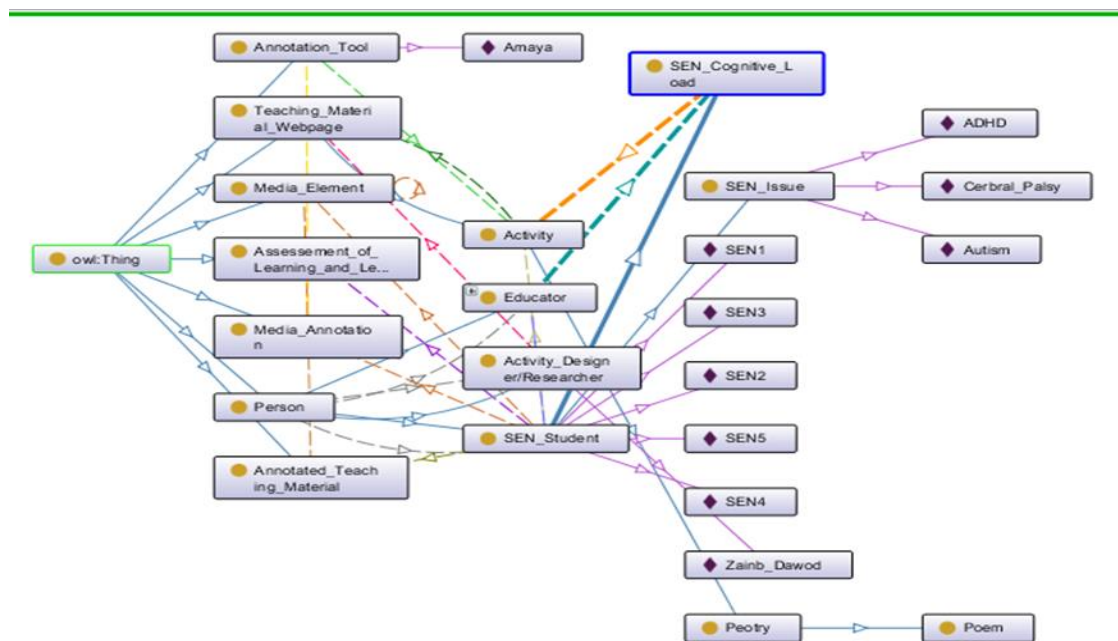 Annotation_Tool
Amaya
SEN_Cognitive_L
oad
Teaching_Materi
al_Webpage
ADHD
Media_Element
SEN_Issue
Cerbral_Palsy
Activity
Autism
owl:Thing
Assessement_of_
Learning_and_Le...
SEN1
Educator
SEN3
Media_Annotatio
n
Activity_Design
er/Researcher
SEN2
Person
SEN_Student
SEN5
Annotated_Teach
ing_Material
SEN4
Zainb_Dawod
Peotry
Poem